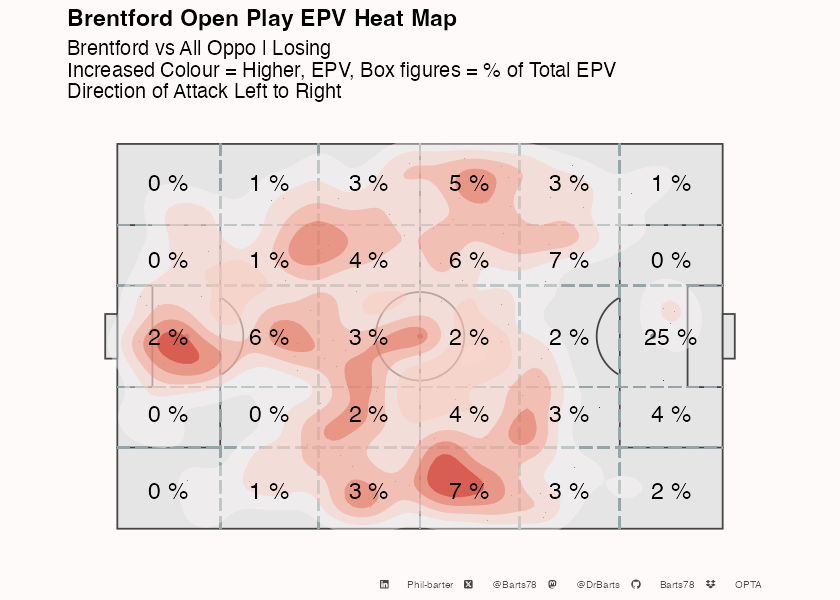 Brentford Open Play EPV Heat Map
Brentford vs All Oppo | Losing
Increased Colour = Higher, EPV, Box figures = % of Total EPV
Direction of Attack Left to Right
0 % 1 % 3 % 5 % 3 % 1 %
0 % 1 % 4 % 6 % 7 % 0 %
2 % 6 % 3 % 2 % 2 % 25 %
0 % 0 % 2 % 4 % 3 % 4 %
0 % 1 % 3 % 7 % 3 % 2 %
Phil-barter @Barts78 @DrBarts Barts78 OPTA